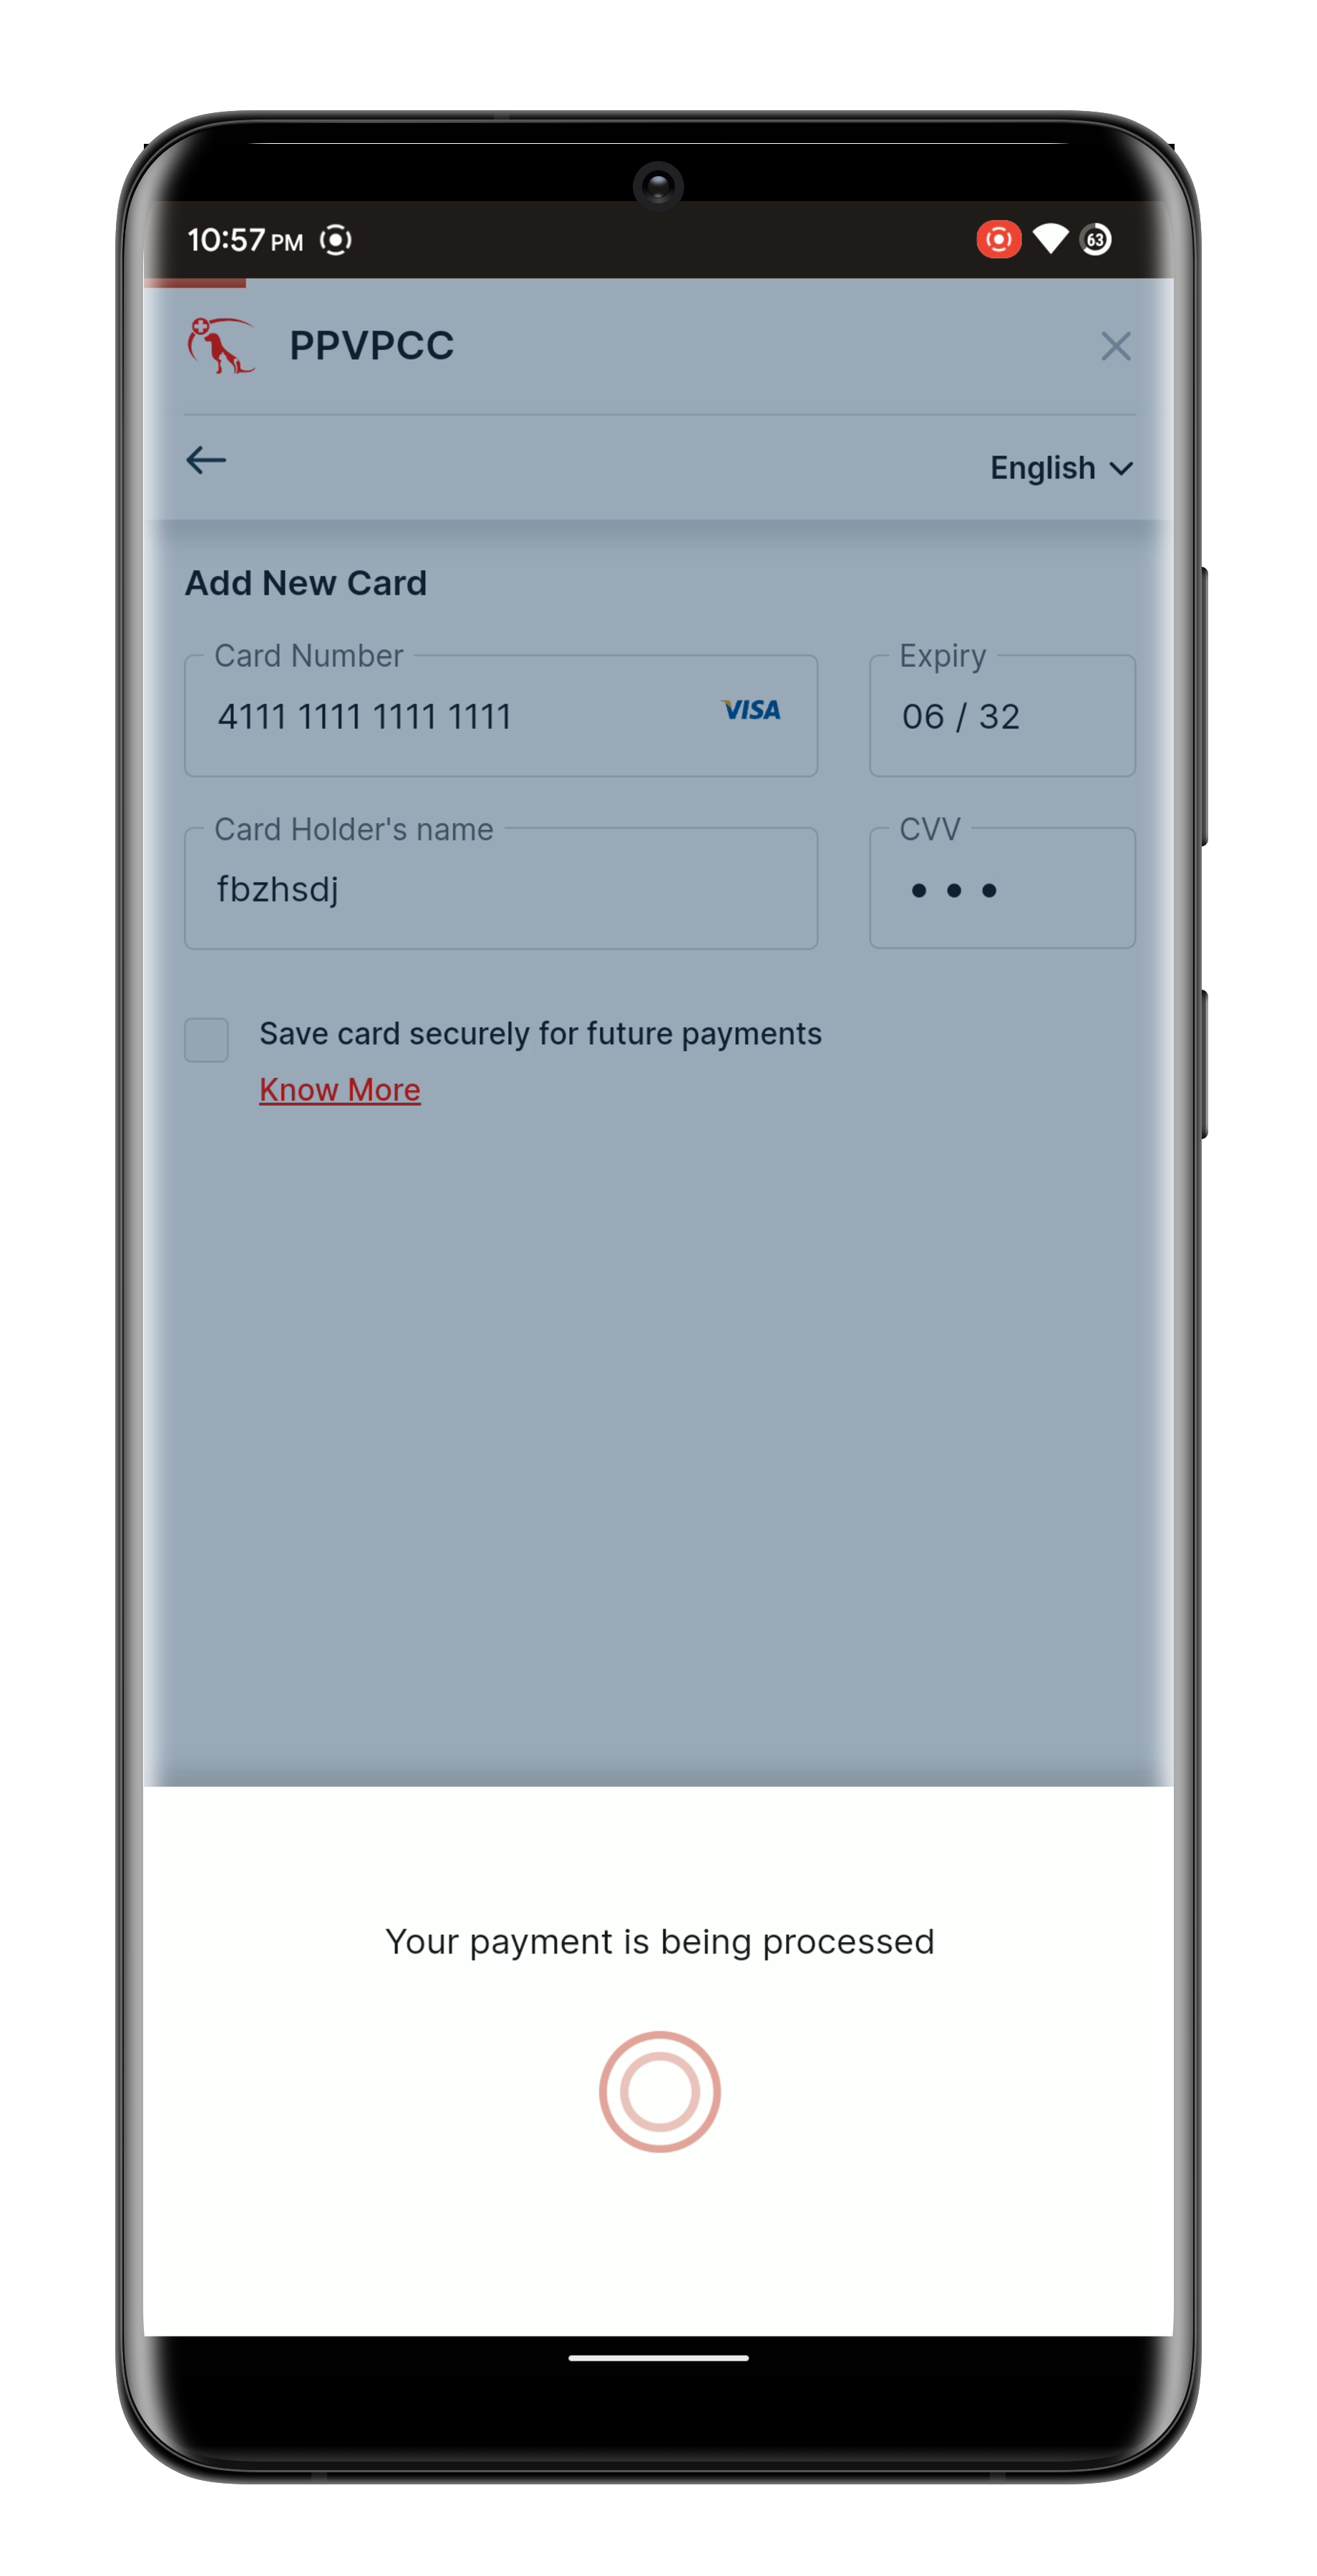 10:57 PM 63
PPVPCC
English
Add New Card
Card Number Expiry
4111 1111 1111 1111 VISA 06 / 32
Card Holder's name CVV
fbzhsdj
Save card securely for future payments
Know More
Your payment is being processed